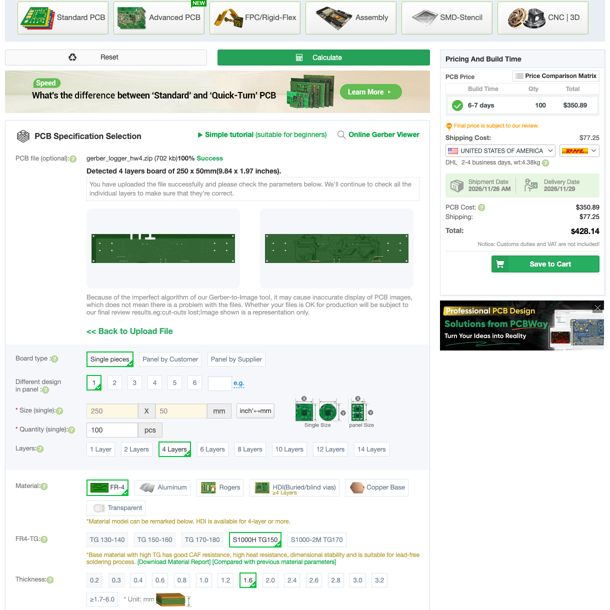 Standard PCB
NEW
Advanced PCB
FPC/Rigid-Flex
Assembly
SMD-Stencil
CNC | 3D
Reset
Calculate
Speed
What's the difference between 'Standard' and 'Quick-Turn' PCB
Learn More
PCB Specification Selection
Simple tutorial (suitable for beginners)
Online Gerber Viewer
PCB file (optional):
gerber_logger_hw4.zip (702 kb)100% Success
Detected 4 layers board of 250 x 50mm(9.84 x 1.97 inches).
You have uploaded the file successfully and please check the parameters below. We'll continue to check all the
individual layers to make sure that they're correct.
Because of the imperfect algorithm of our Gerber-to-Image tool, it may cause inaccurate display of PCB images,
which does not mean there is a problem with the files. Whether your files is OK for production will be subject to
our final review results.eg:cut-outs lost;Image shown is a representation only.
<< Back to Upload File
Board type :
Single pieces
Panel by Customer
Panel by Supplier
Different design
in panel :
1
2
3
4
5
6
e.g.
* Size (single):
250
X
50
mm
inch↔mm
Single Size
panel Size
* Quantity (single):
100
pcs
Layers:
1 Layer
2 Layers
4 Layers
6 Layers
8 Layers
10 Layers
12 Layers
14 Layers
Material:
FR-4
Aluminum
Rogers
HDI(Buried/blind vias)
≥4 Layers
Copper Base
Transparent
*Material model can be remarked below. HDI is available for 4-layer or more.
FR4-TG:
TG 130-140
TG 150-160
TG 170-180
S1000H TG150
S1000-2M TG170
*Base material with high TG has good CAF resistance, high heat resistance, dimensional stability and is suitable for lead-free
soldering process. [Download Material Report] [Compared with previous material parameters]
Thickness:
0.2
0.3
0.4
0.6
0.8
1.0
1.2
1.6
2.0
2.4
2.6
2.8
3.0
3.2
≥1.7-6.0
* Unit: mm
Pricing And Build Time
PCB Price
Price Comparison Matrix
Build Time
Qty
Total
6-7 days
100
$350.89
Final price is subject to our review.
Shipping Cost:
$77.25
UNITED STATES OF AMERICA
DHL
DHL 2-4 business days, wt:4.38kg
Shipment Date
2026/11/26 AM
Delivery Date
2026/11/29
PCB Cost:
$350.89
Shipping:
$77.25
Total:
$428.14
Notice: Customs duties and VAT are not included!
Save to Cart
Professional PCB Design
Solutions from PCBWay
Turn Your Ideas into Reality